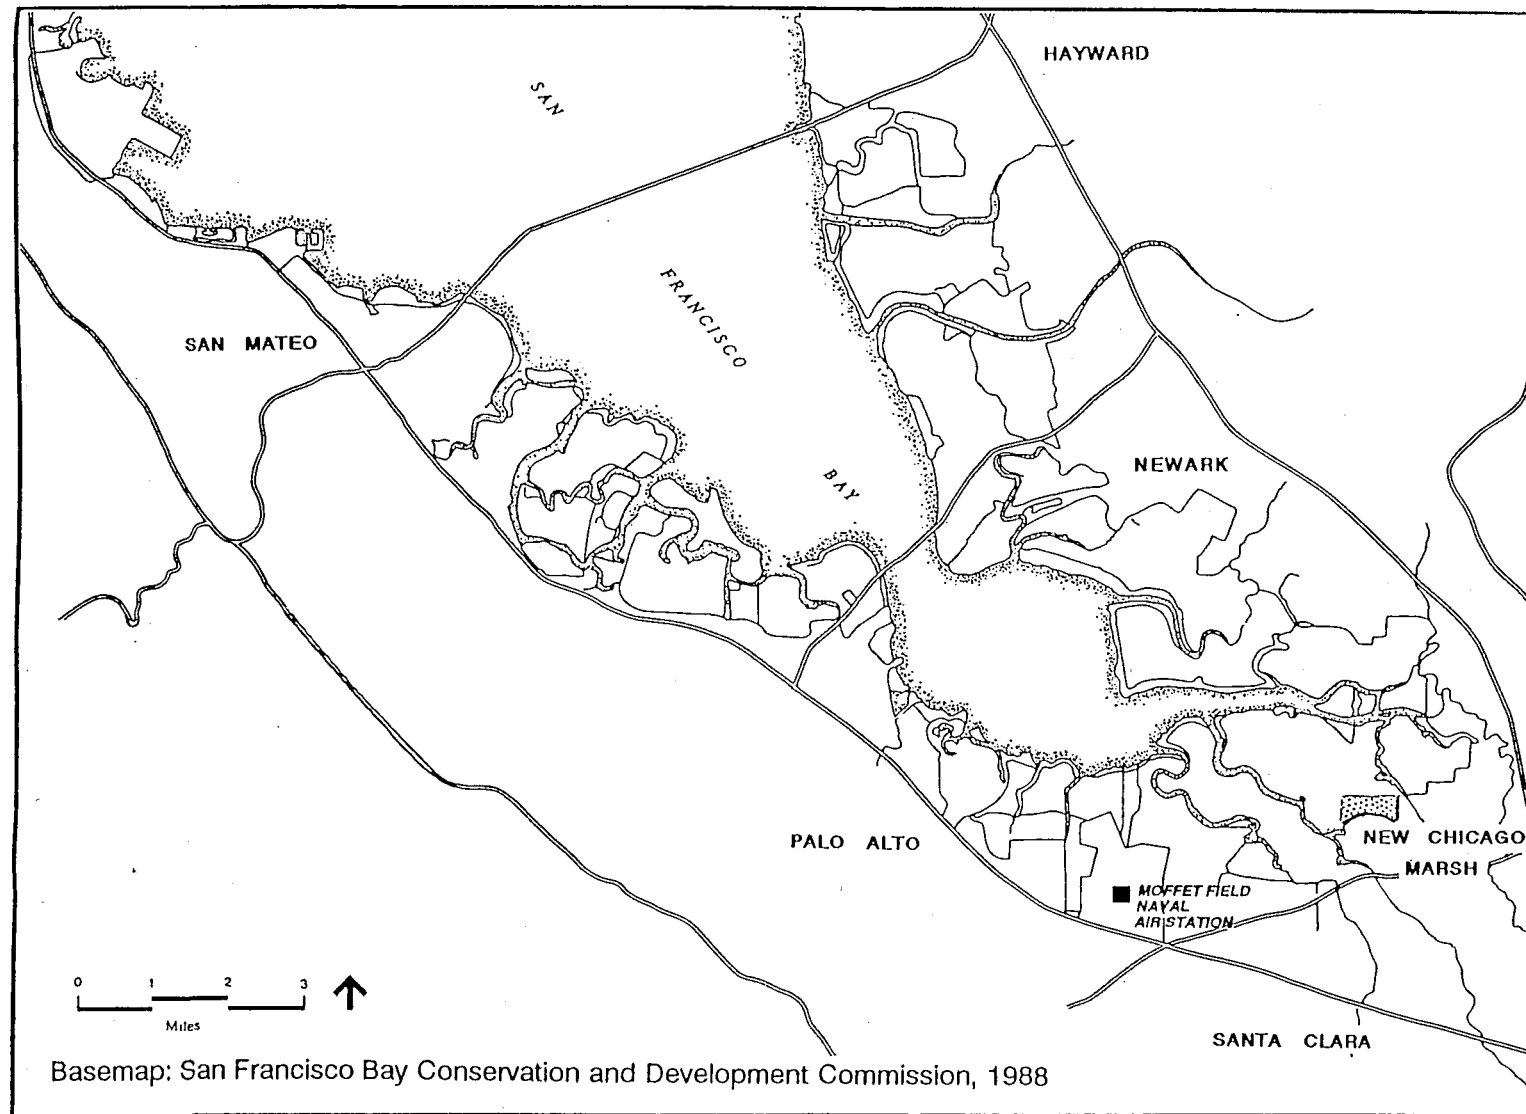 HAYWARD
SAN
FRANCISCO
SAN MATEO
BAY
NEWARK
PALO ALTO
NEW CHICAGO
MARSH
MOFFET FIELD
NAVAL
AIR STATION
0 1 2 3
Miles
SANTA CLARA
Basemap: San Francisco Bay Conservation and Development Commission, 1988